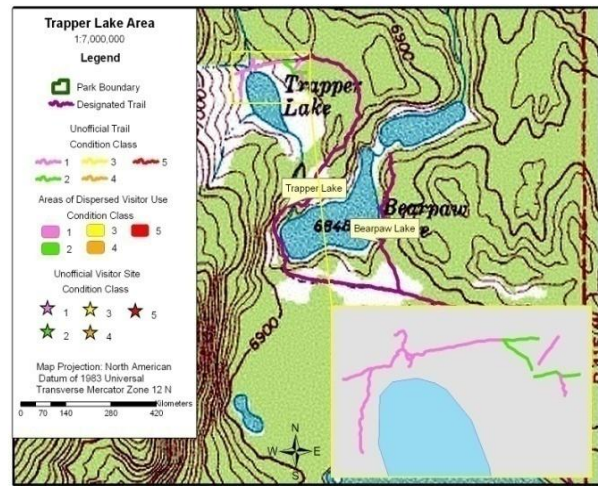 Trapper Lake Area
1:7,000,000
Legend
Park Boundary
Designated Trail
Unofficial Trail
Condition Class
1 3 5
2 4
Areas of Dispersed Visitor Use
Condition Class
1 3 5
2 4
Unofficial Visitor Site
Condition Class
1 3 5
2 4
Map Projection: North American
Datum of 1983 Universal
Transverse Mercator Zone 12 N
Kilometers
0 70 140 280 420
6900
Trapper
Lake
Trapper Lake
Bearpaw
Bearpaw Lake
6848
6900
N
W E
S